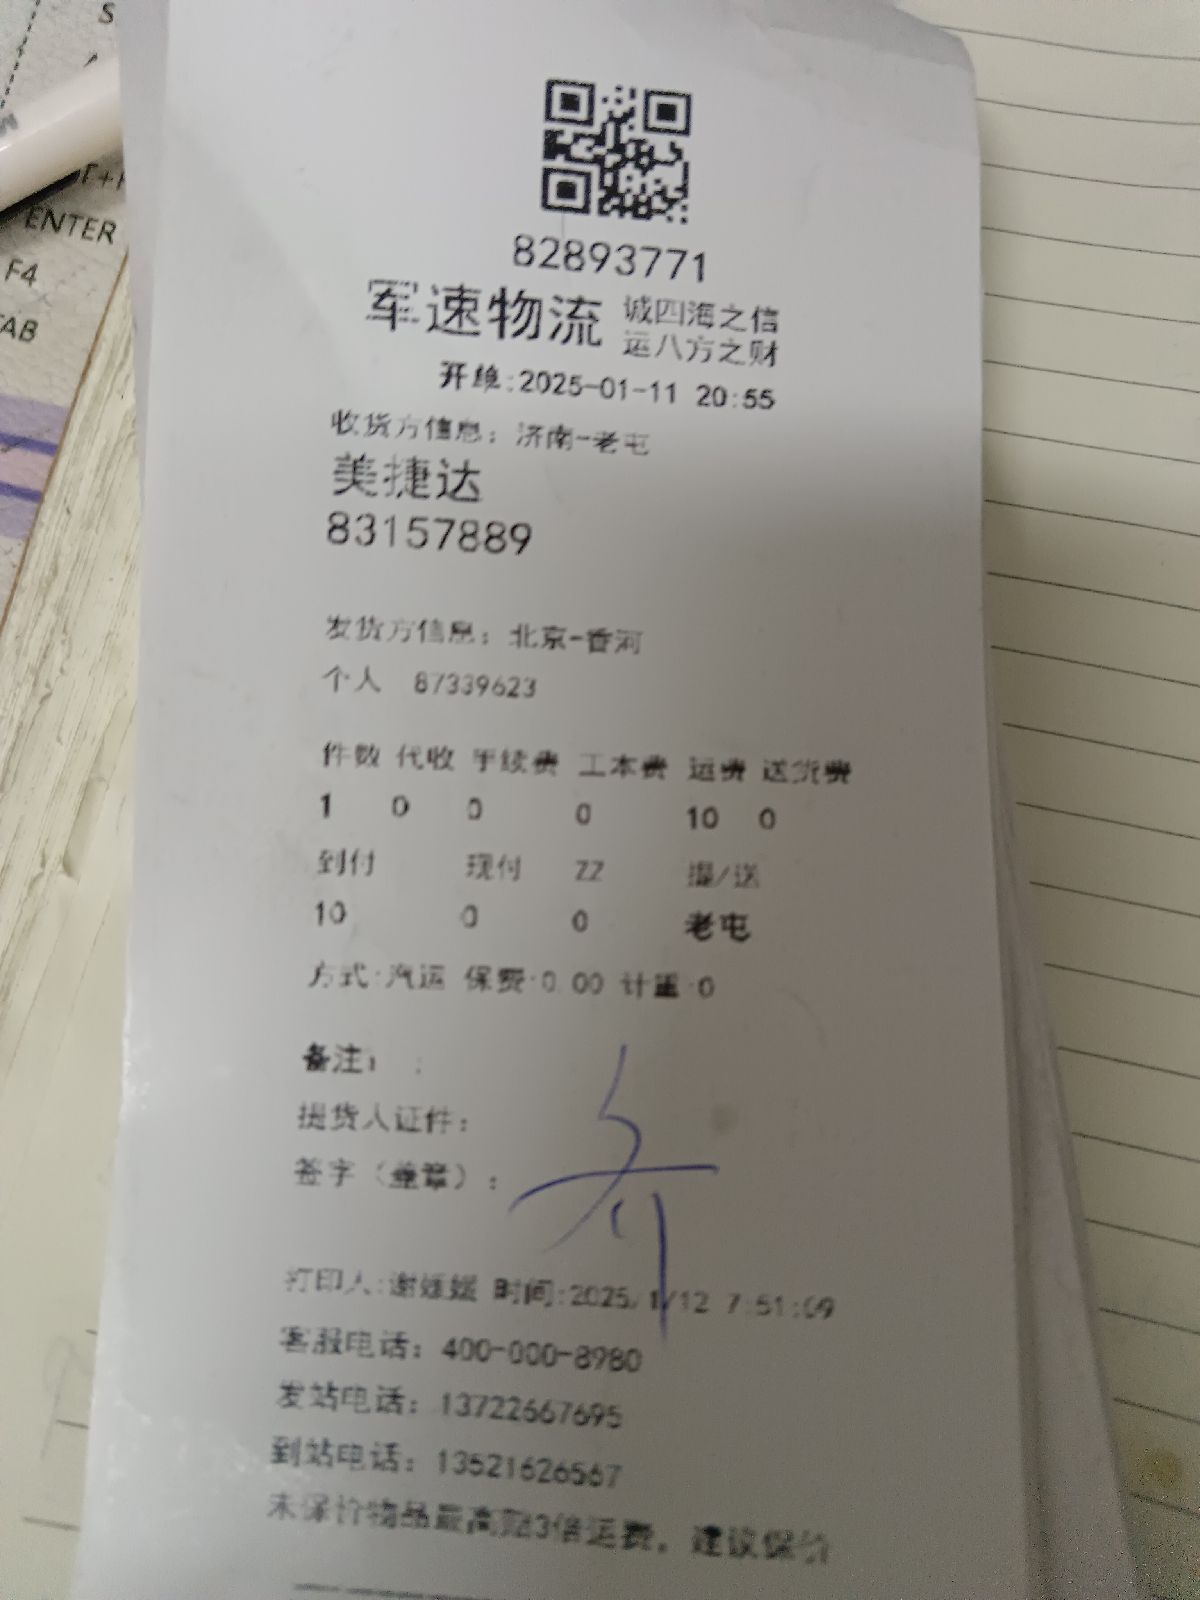 S
ENTER
F4
TAB
82893771
军速物流 诚四海之信
运八方之财
开单:2025-01-11 20:55
收货方信息：济南-老屯
美捷达
83157889
发货方信息：北京-香河
个人 87339623
件数 代收 手续费 工本费 运费 送货费
1 0 0 0 10 0
到付 现付 ZZ 提/送
10 0 0 老屯
方式:汽运 保费:0.00 计重:0
备注： :
提货人证件：
签字（盖章）：
打印人:谢媛媛 时间:2025/1/12 7:51:09
客服电话：400-000-8980
发站电话：13722667695
到站电话：13521626567
未保价物品最高赔3倍运费，建议保价